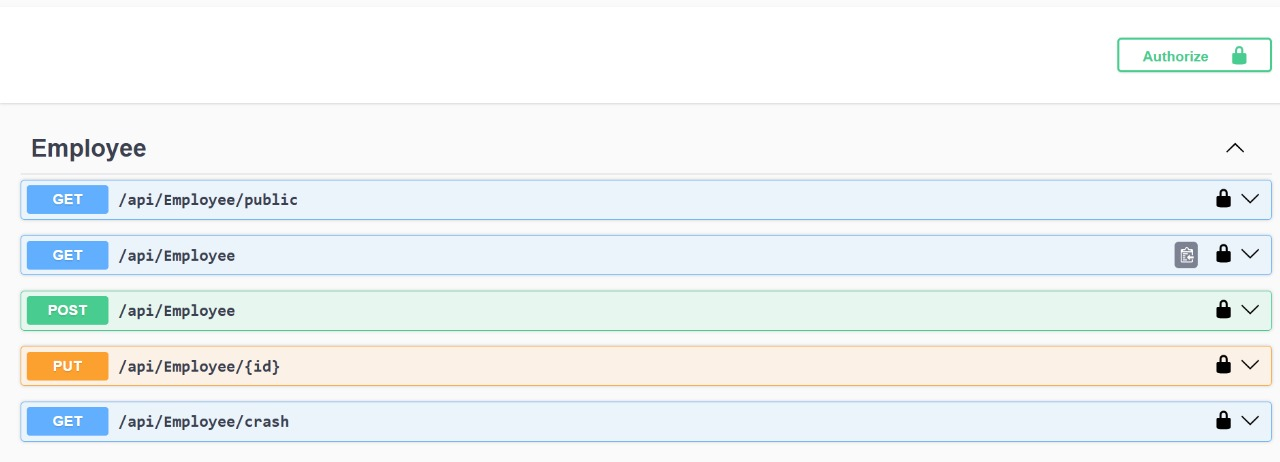 Authorize
Employee
GET /api/Employee/public
GET /api/Employee
POST /api/Employee
PUT /api/Employee/{id}
GET /api/Employee/crash